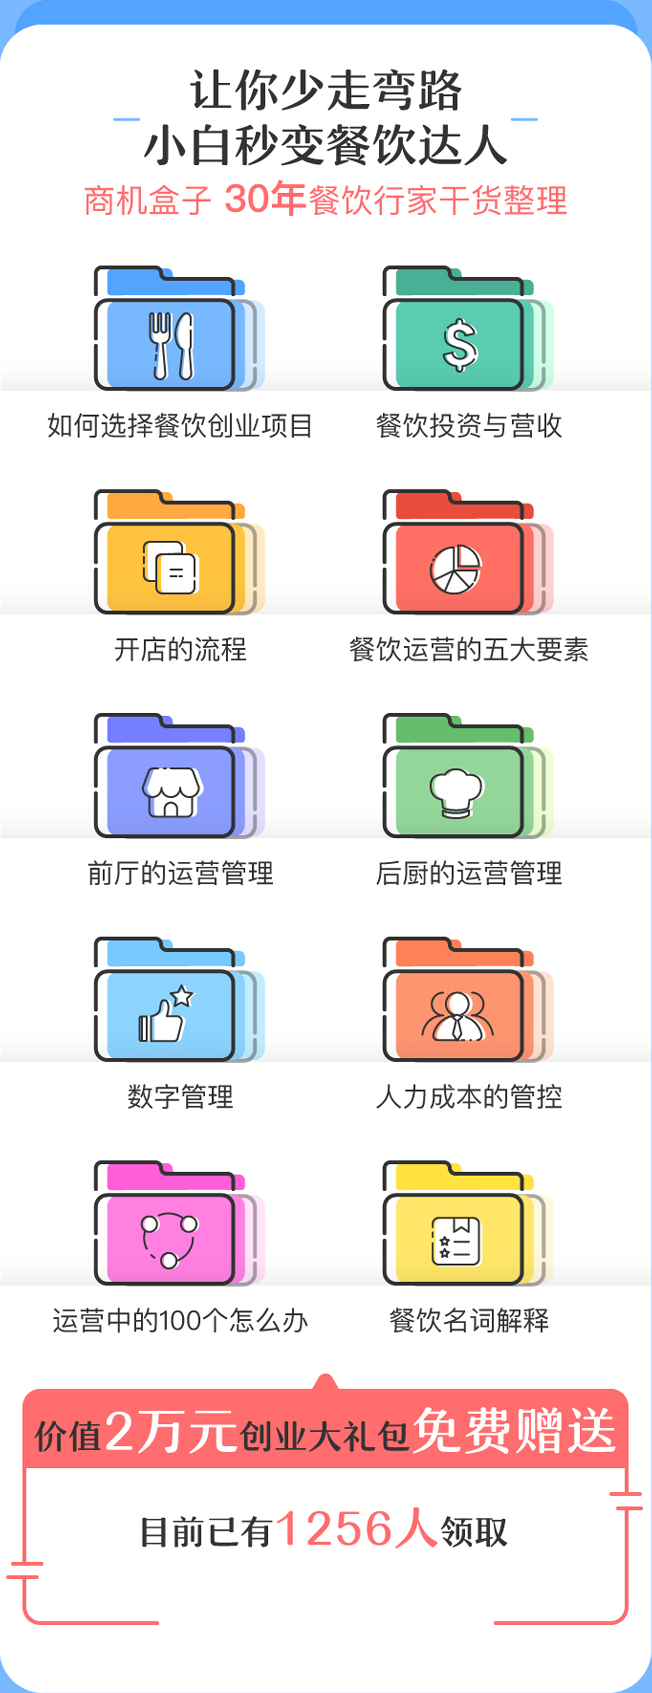 让你少走弯路
小白秒变餐饮达人
商机盒子 30年餐饮行家干货整理
$
如何选择餐饮创业项目
餐饮投资与营收
开店的流程
餐饮运营的五大要素
前厅的运营管理
后厨的运营管理
数字管理
人力成本的管控
运营中的100个怎么办
餐饮名词解释
价值2万元创业大礼包免费赠送
目前已有1256人领取